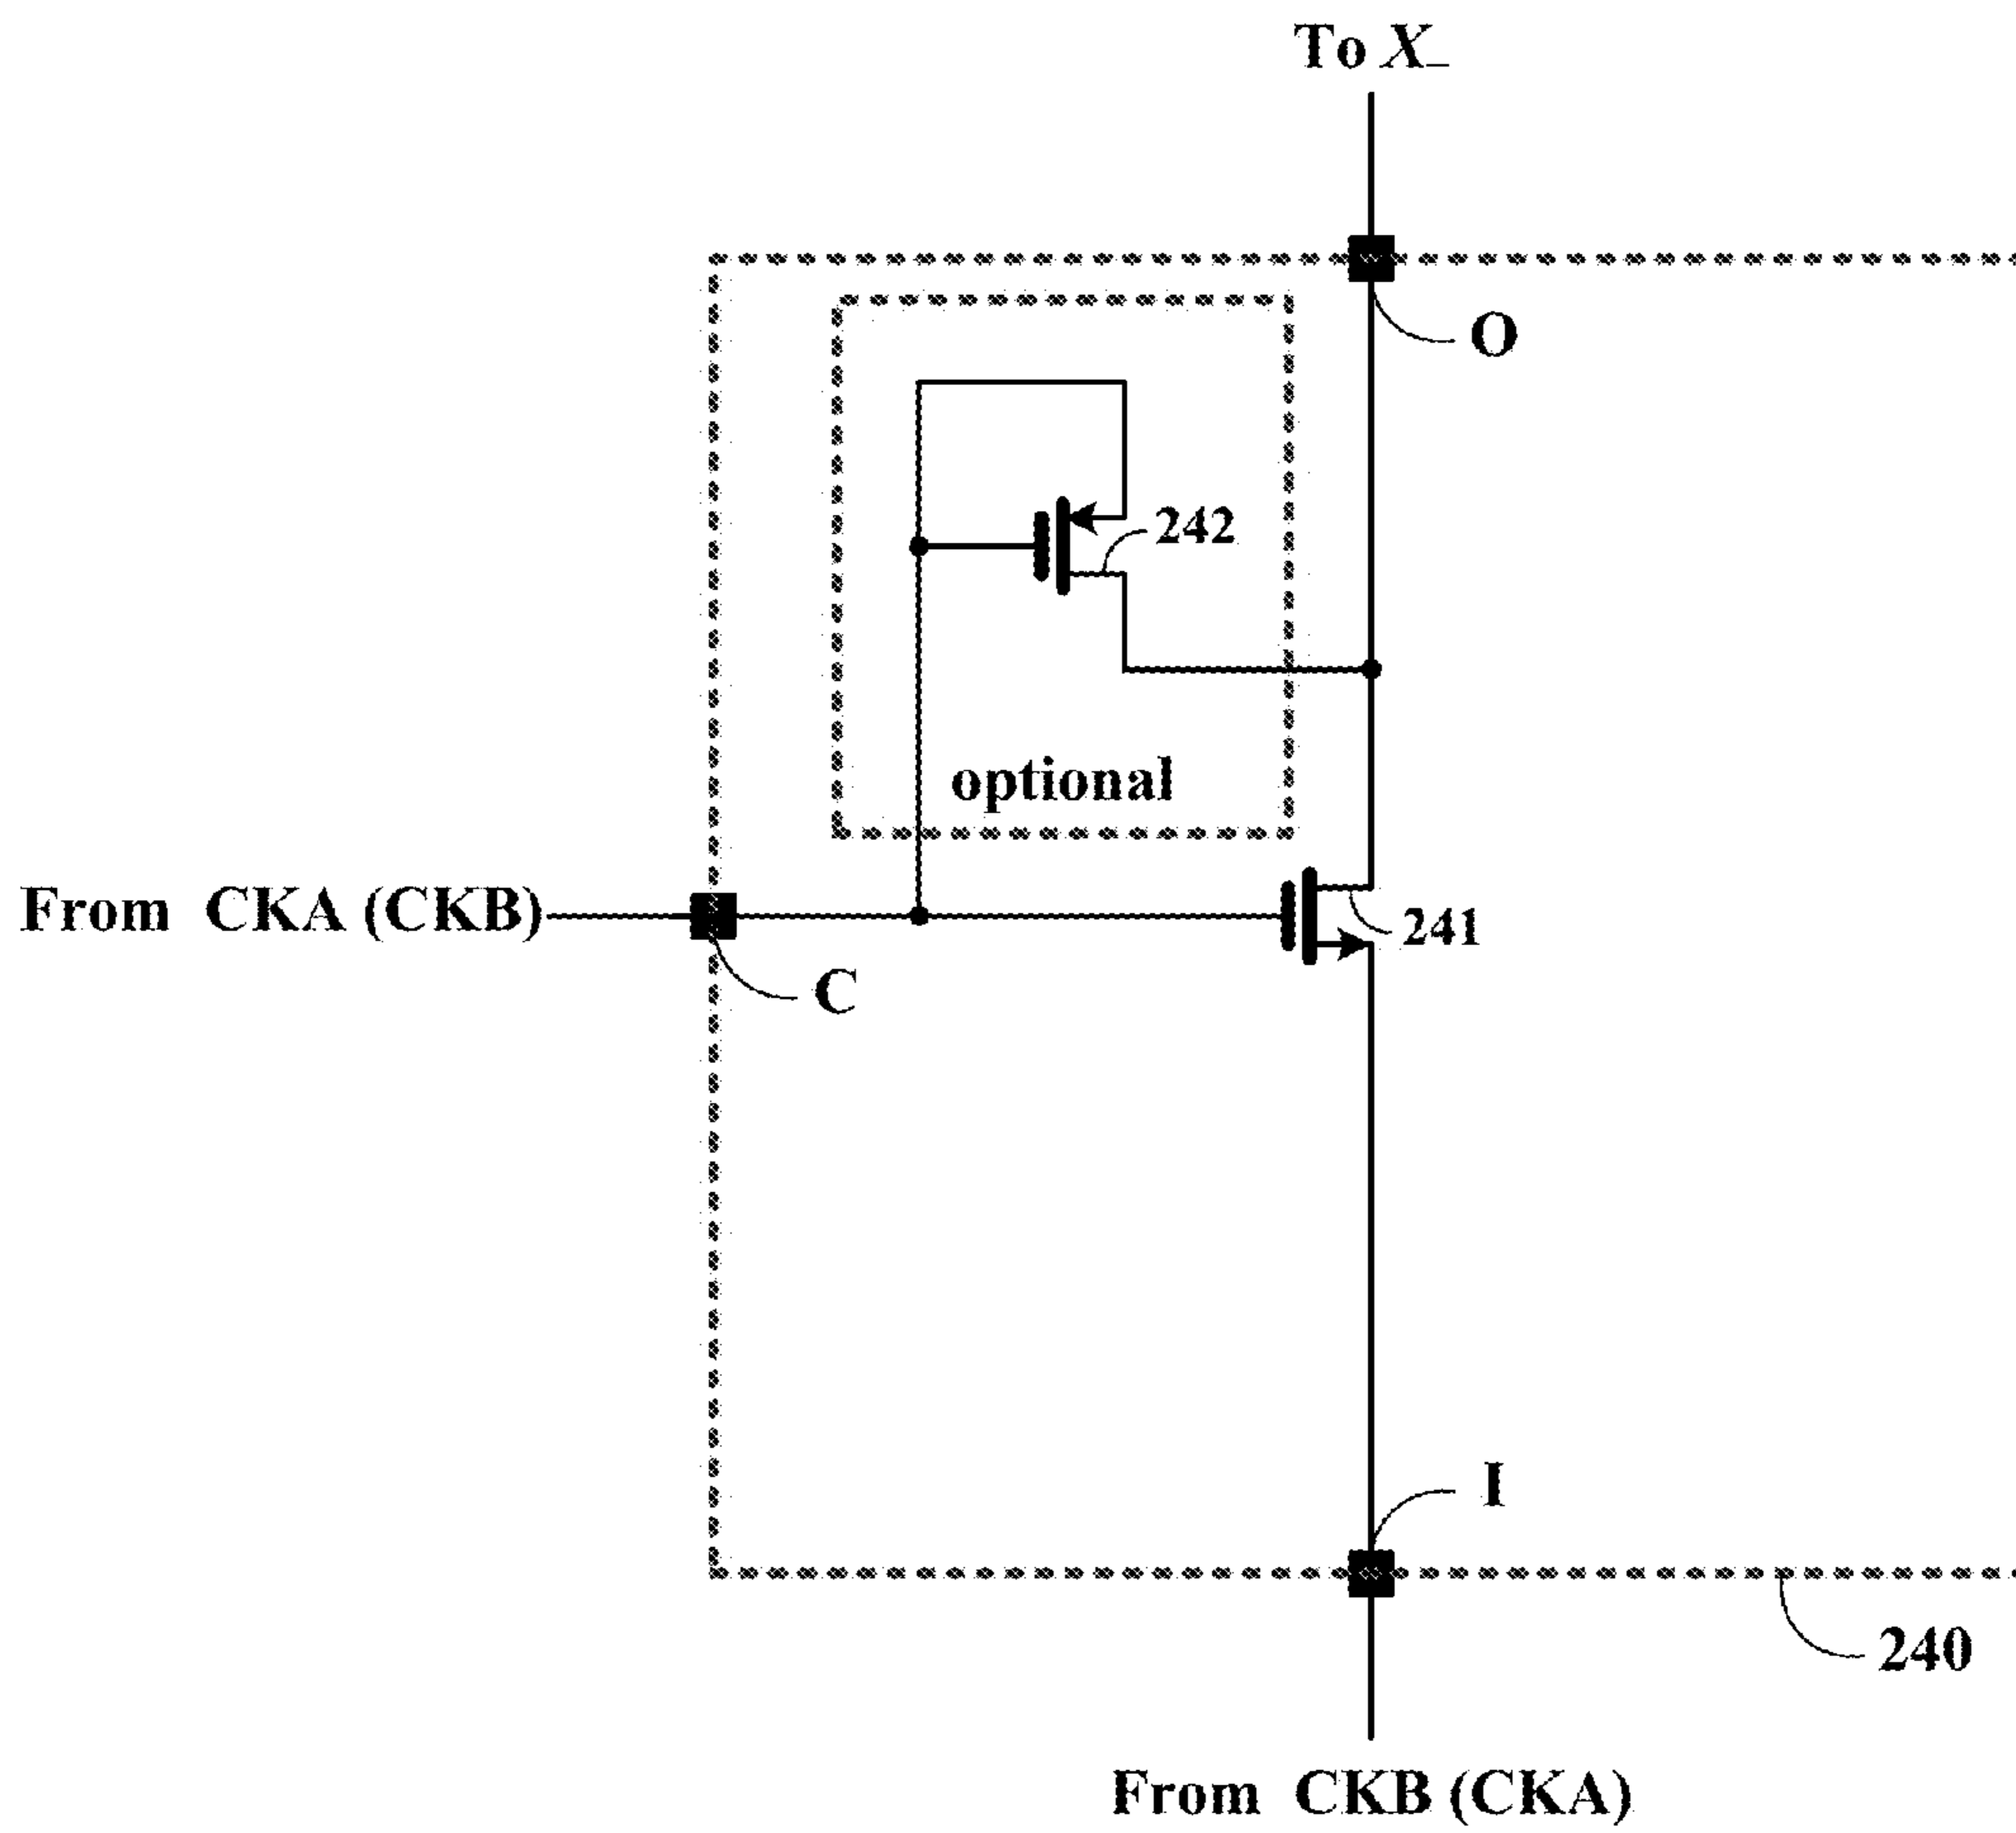 To X_
O
242
optional
From CKA (CKB)
241
C
I
240
From CKB (CKA)